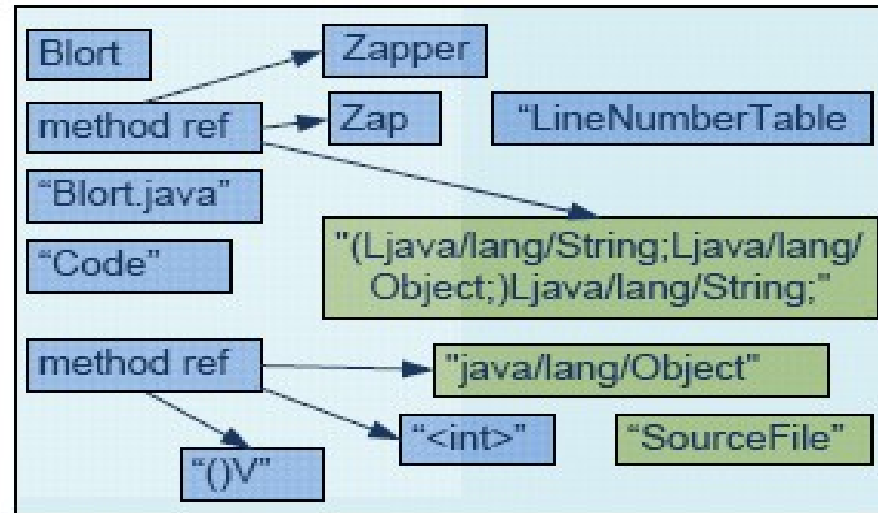 Blort
Zapper
method ref
Zap
“LineNumberTable
“Blort.java”
“Code”
"(Ljava/lang/String;Ljava/lang/
Object;)Ljava/lang/String;"
method ref
"java/lang/Object"
“<int>”
“SourceFile”
“()V”